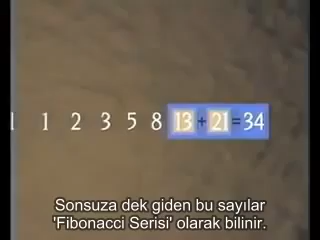 1 1 2 3 5 8 13 + 21 = 34
Sonsuza dek giden bu sayılar
'Fibonacci Serisi' olarak bilinir.